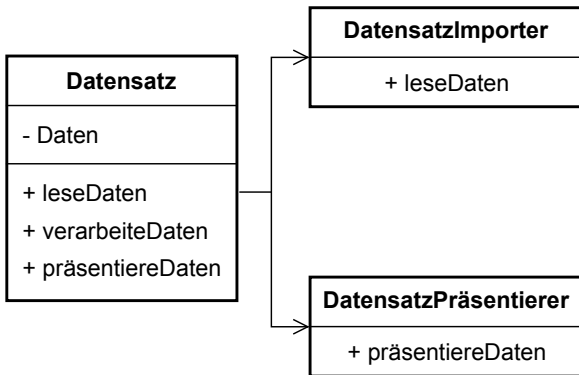 Datensatz
- Daten
+ leseDaten
+ verarbeiteDaten
+ präsentiereDaten
DatensatzImporter
+ leseDaten
DatensatzPräsentierer
+ präsentiereDaten